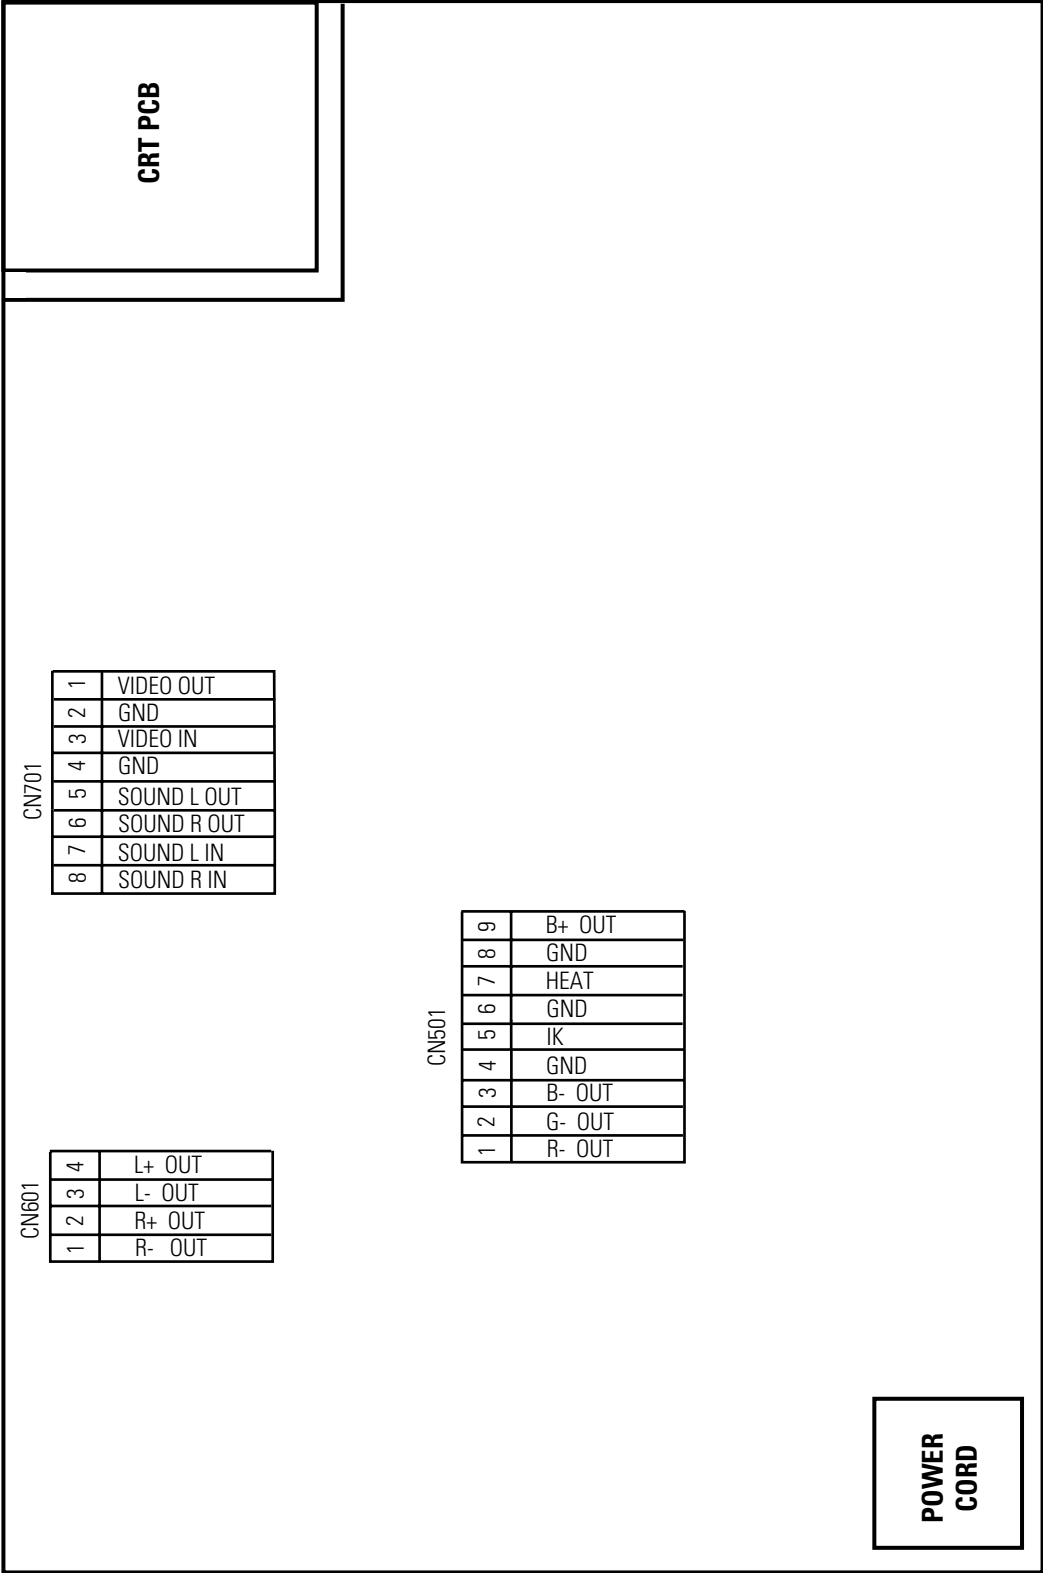 CRT PCB
CN701
1 VIDEO OUT
2 GND
3 VIDEO IN
4 GND
5 SOUND L OUT
6 SOUND R OUT
7 SOUND L IN
8 SOUND R IN
CN501
9 B+ OUT
8 GND
7 HEAT
6 GND
5 IK
4 GND
3 B- OUT
2 G- OUT
1 R- OUT
CN601
4 L+ OUT
3 L- OUT
2 R+ OUT
1 R- OUT
POWER
CORD